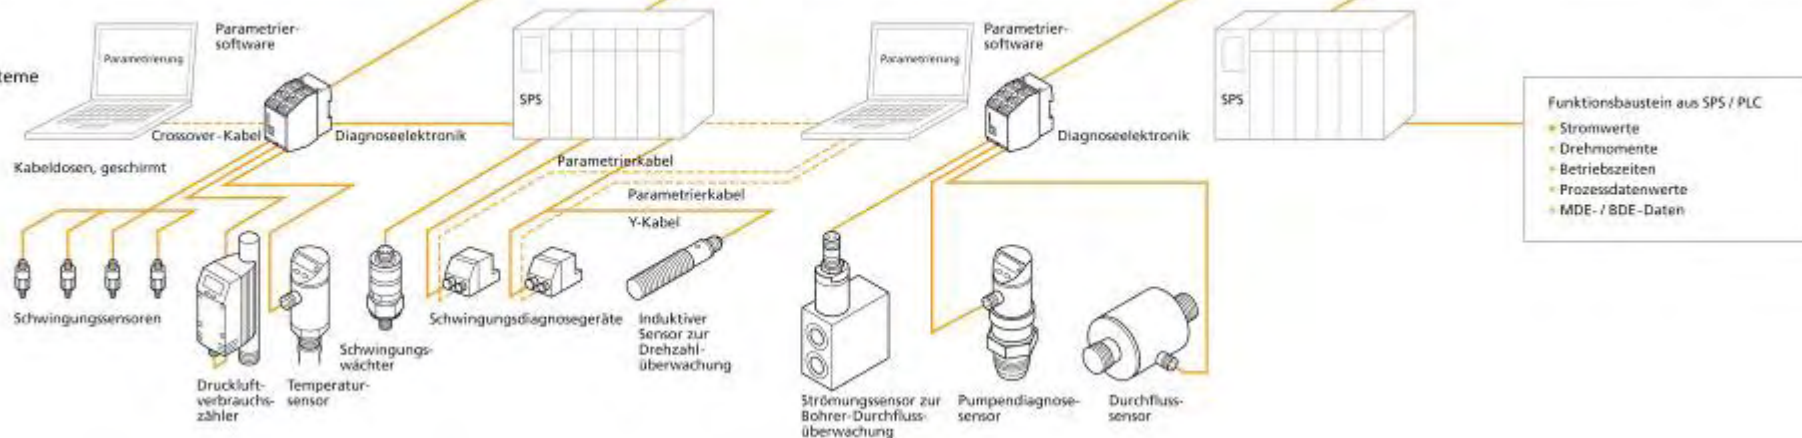 Parametrier-
software
Parametrierung
teme
Crossover-Kabel
Diagnoseelektronik
SPS
Kabeldosen, geschirmt
Parametrierkabel
Parametrierkabel
Y-Kabel
Parametrier-
software
Parametrierung
Diagnoseelektronik
SPS
Funktionsbaustein aus SPS / PLC
Stromwerte
Drehmomente
Betriebszeiten
Prozessdatenwerte
MDE- / BDE-Daten
Schwingungssensoren
Druckluft-
verbrauchs-
zähler
Temperatur-
sensor
Schwingungs-
wächter
Schwingungsdiagnosegeräte
Induktiver
Sensor zur
Drehzahl-
überwachung
Strömungssensor zur
Bohrer-Durchfluss-
überwachung
Pumpendiagnose-
sensor
Durchfluss-
sensor